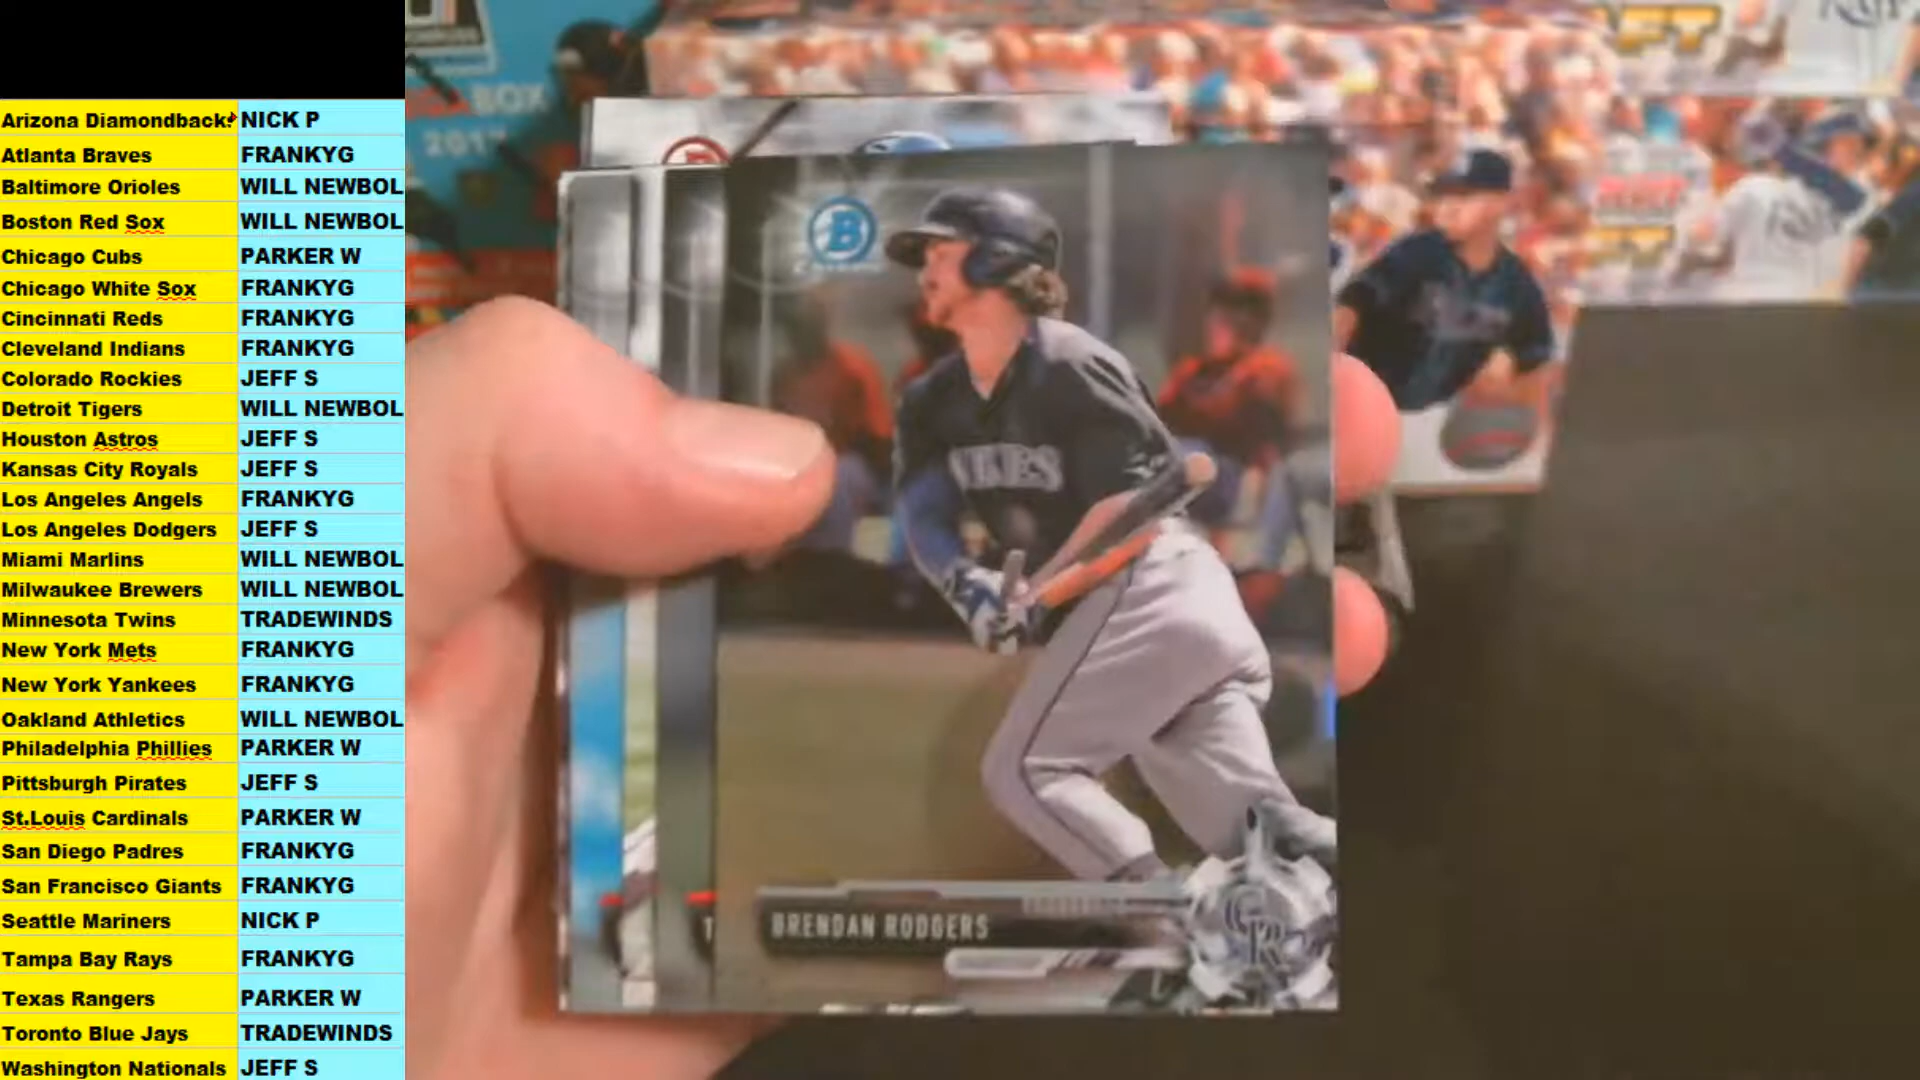 Arizona Diamondbacks NICK P
Atlanta Braves FRANKYG
Baltimore Orioles WILL NEWBOL
Boston Red Sox WILL NEWBOL
Chicago Cubs PARKER W
Chicago White Sox FRANKYG
Cincinnati Reds FRANKYG
Cleveland Indians FRANKYG
Colorado Rockies JEFF S
Detroit Tigers WILL NEWBOL
Houston Astros JEFF S
Kansas City Royals JEFF S
Los Angeles Angels FRANKYG
Los Angeles Dodgers JEFF S
Miami Marlins WILL NEWBOL
Milwaukee Brewers WILL NEWBOL
Minnesota Twins TRADEWINDS
New York Mets FRANKYG
New York Yankees FRANKYG
Oakland Athletics WILL NEWBOL
Philadelphia Phillies PARKER W
Pittsburgh Pirates JEFF S
St.Louis Cardinals PARKER W
San Diego Padres FRANKYG
San Francisco Giants FRANKYG
Seattle Mariners NICK P
Tampa Bay Rays FRANKYG
Texas Rangers PARKER W
Toronto Blue Jays TRADEWINDS
Washington Nationals JEFF S
BOX
2017
B
BRENDAN RODGERS
CR